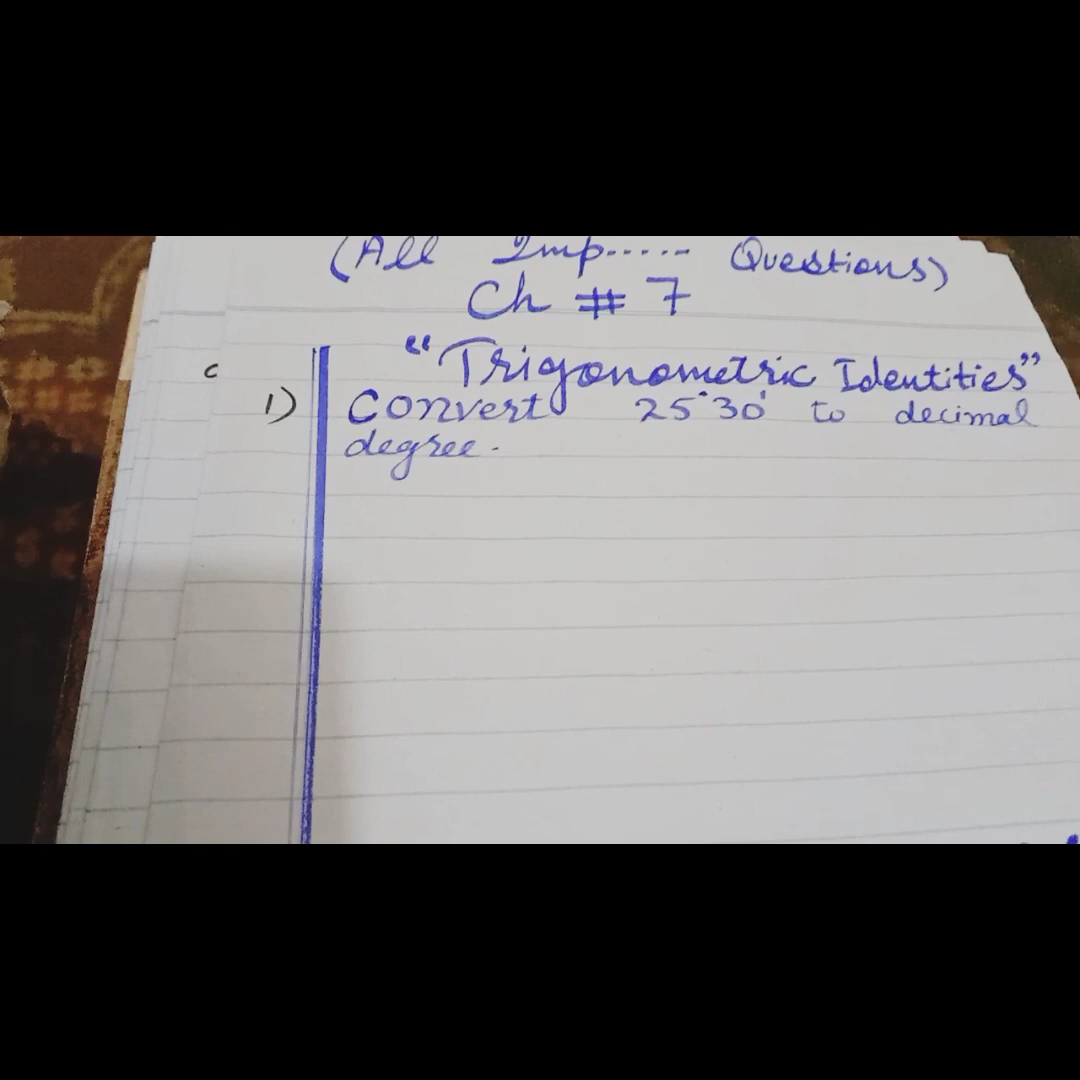 (All Imp...... Questions)
Ch # 7
"Trigonometric Identities"
1) Convert 25°30' to decimal
degree.